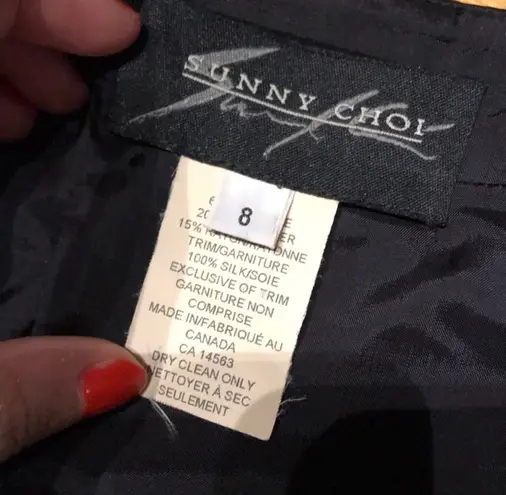 SUNNY CHOI
8
15% RAYON/RAYONNE
TRIM/GARNITURE
100% SILK/SOIE
EXCLUSIVE OF TRIM
GARNITURE NON
COMPRISE
MADE IN/FABRIQUÉ AU
CANADA
CA 14563
DRY CLEAN ONLY
NETTOYER À SEC
SEULEMENT